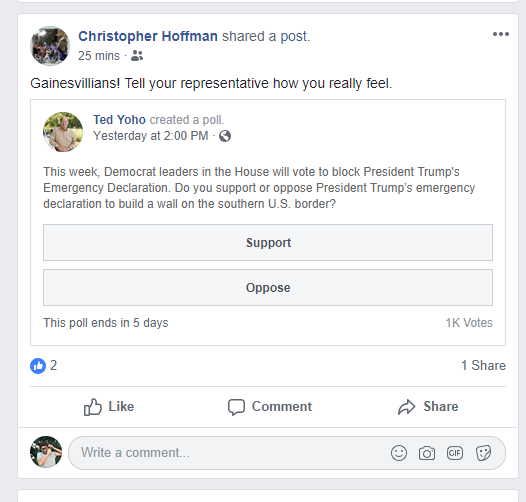 Christopher Hoffman shared a post.
25 mins ·
Gainesvillians! Tell your representative how you really feel.
Ted Yoho created a poll.
Yesterday at 2:00 PM ·
This week, Democrat leaders in the House will vote to block President Trump's
Emergency Declaration. Do you support or oppose President Trump's emergency
declaration to build a wall on the southern U.S. border?
Support
Oppose
This poll ends in 5 days 1K Votes
2 1 Share
Like Comment Share
Write a comment... GIF